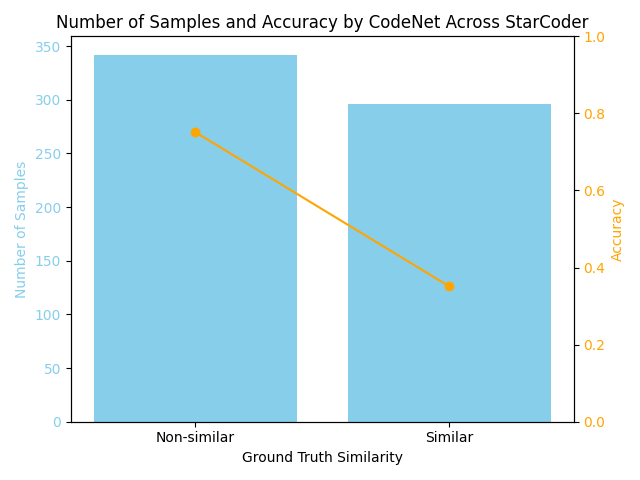 Number of Samples and Accuracy by CodeNet Across StarCoder
350
300
250
200
150
100
50
0
Number of Samples
1.0
0.8
0.6
0.4
0.2
0.0
Accuracy
Non-similar
Similar
Ground Truth Similarity